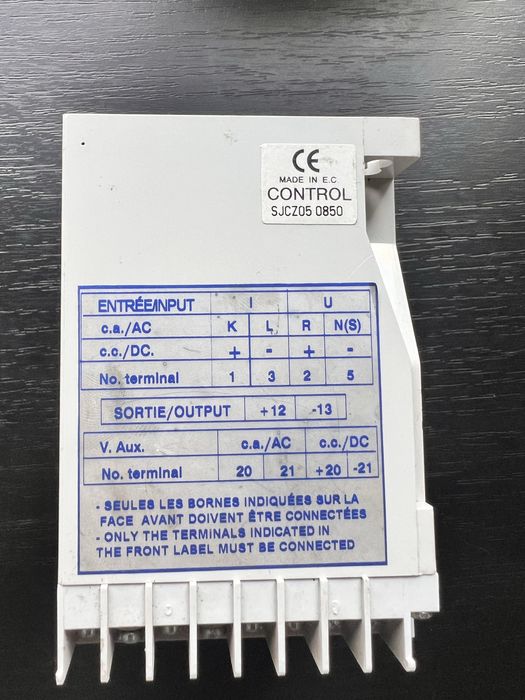 CE
MADE IN E.C.
CONTROL
SJCZ05 0850
ENTRÉE/INPUT I U
c.a./AC K L R N(S)
c.c./DC. + - + -
No. terminal 1 3 2 5
SORTIE/OUTPUT +12 -13
V. Aux. c.a./AC c.c./DC
No. terminal 20 21 +20 -21
- SEULES LES BORNES INDIQUÉES SUR LA
FACE AVANT DOIVENT ÊTRE CONNECTÉES
- ONLY THE TERMINALS INDICATED IN
THE FRONT LABEL MUST BE CONNECTED